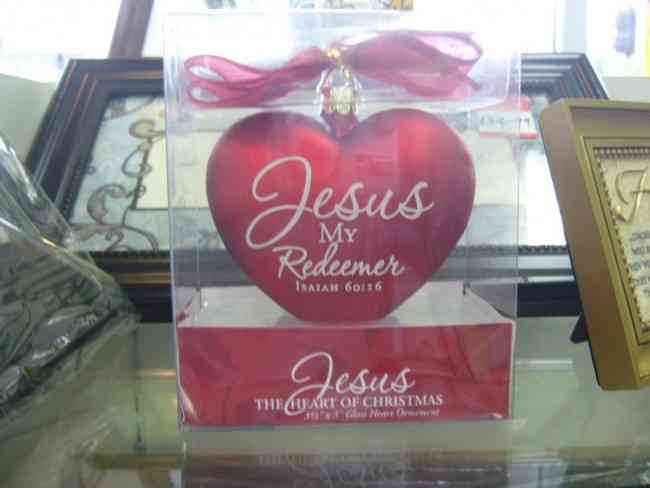 Jesus
My
Redeemer
ISAIAH 60:16
Jesus
THE HEART OF CHRISTMAS
Glass Heart Ornament